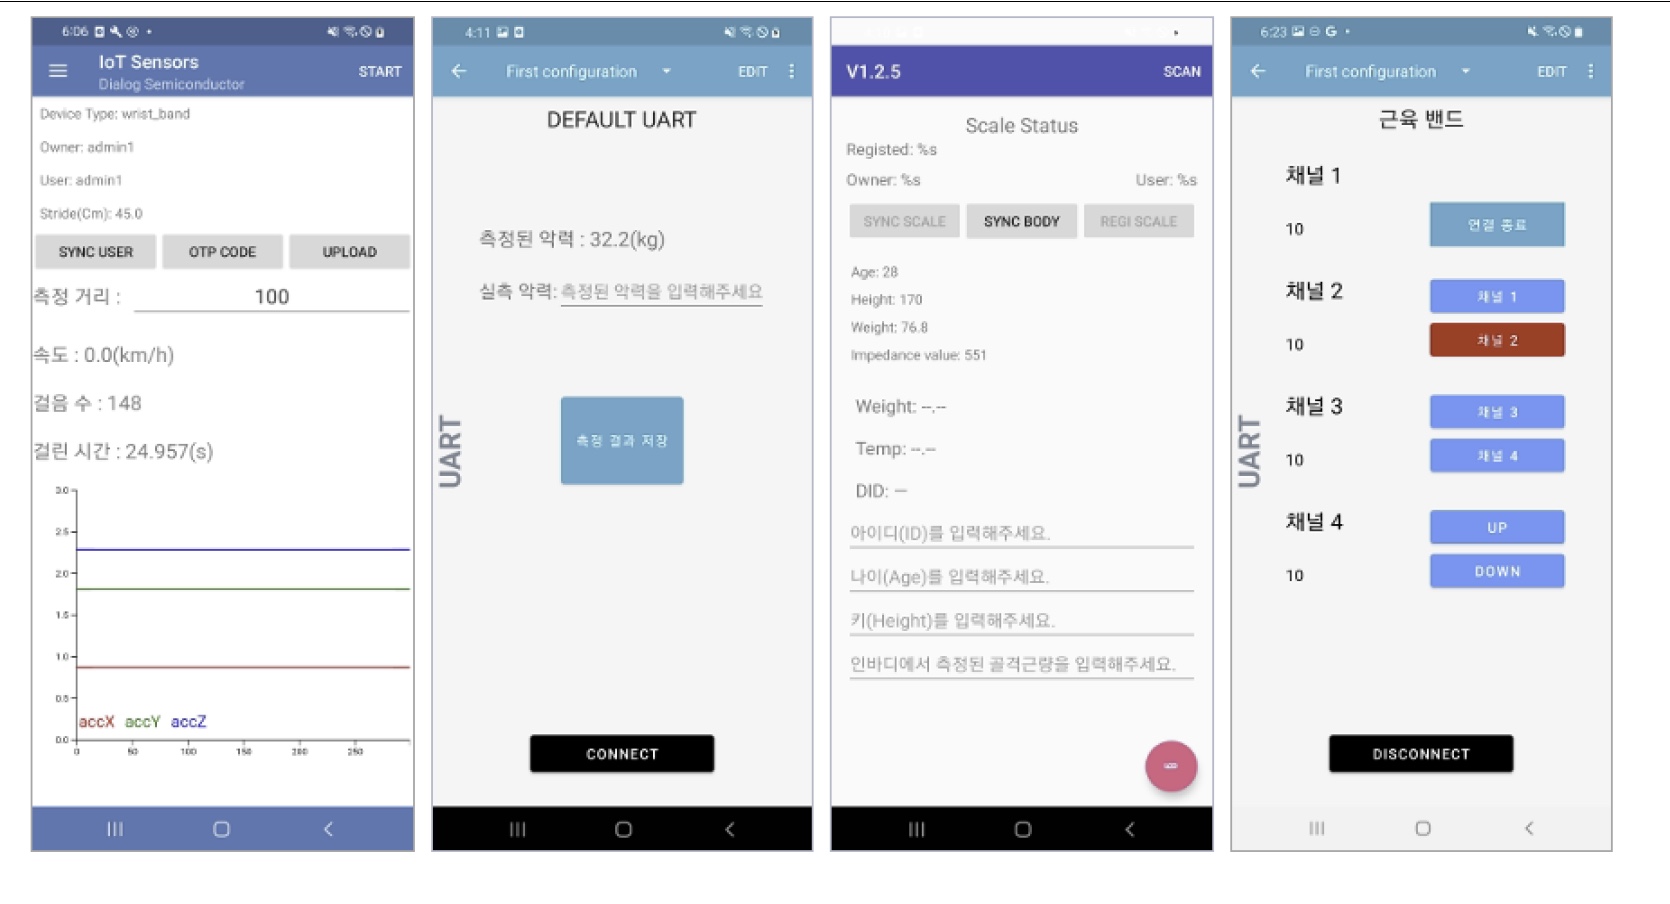 6:06
IoT Sensors
Dialog Semiconductor
START
Device Type: wrist_band
Owner: admin1
User: admin1
Stride(Cm): 45.0
SYNC USER OTP CODE UPLOAD
측정 거리 : 100
속도 : 0.0(km/h)
걸음 수 : 148
걸린 시간 : 24.957(s)
3.0
2.5
2.0
1.5
1.0
0.5
accX accY accZ
0.0
0 50 100 150 200 250
4:11
First configuration EDIT
DEFAULT UART
측정된 악력 : 32.2(kg)
실측 악력: 측정된 악력을 입력해주세요
측정 결과 저장
UART
CONNECT
V1.2.5 SCAN
Scale Status
Registed: %s
Owner: %s User: %s
SYNC SCALE SYNC BODY REGI SCALE
Age: 28
Height: 170
Weight: 76.8
Impedance value: 551
Weight: --.--
Temp: --.--
DID: --
아이디(ID)를 입력해주세요.
나이(Age)를 입력해주세요.
키(Height)를 입력해주세요.
인바디에서 측정된 골격근량을 입력해주세요.
6:23 G
First configuration EDIT
근육 밴드
채널 1
10 연결 종료
채널 2 채널 1
10 채널 2
채널 3 채널 3
10 채널 4
채널 4 UP
10 DOWN
UART
DISCONNECT